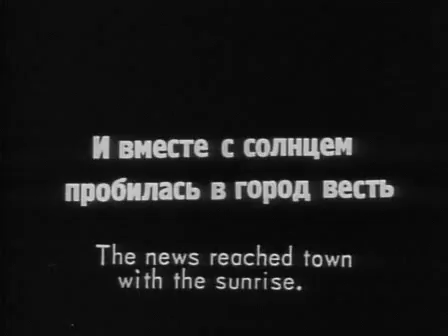 И вместе с солнцем
пробилась в город весть
The news reached town
with the sunrise.